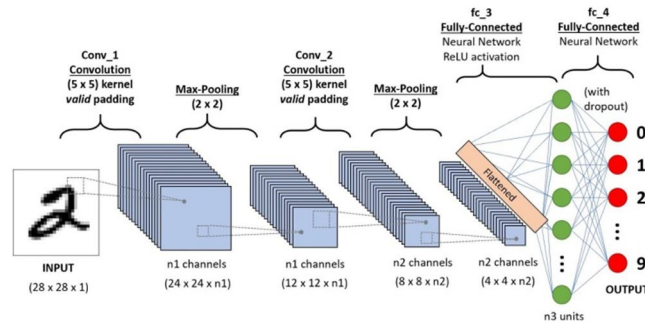 fc_3
Fully-Connected
Neural Network
ReLU activation
fc_4
Fully-Connected
Neural Network
Conv_1
Convolution
(5 x 5) kernel
valid padding
Max-Pooling
(2 x 2)
Conv_2
Convolution
(5 x 5) kernel
valid padding
Max-Pooling
(2 x 2)
(with
dropout)
Flattened
0
1
2
9
INPUT
(28 x 28 x 1)
n1 channels
(24 x 24 x n1)
n1 channels
(12 x 12 x n1)
n2 channels
(8 x 8 x n2)
n2 channels
(4 x 4 x n2)
OUTPUT
n3 units
2